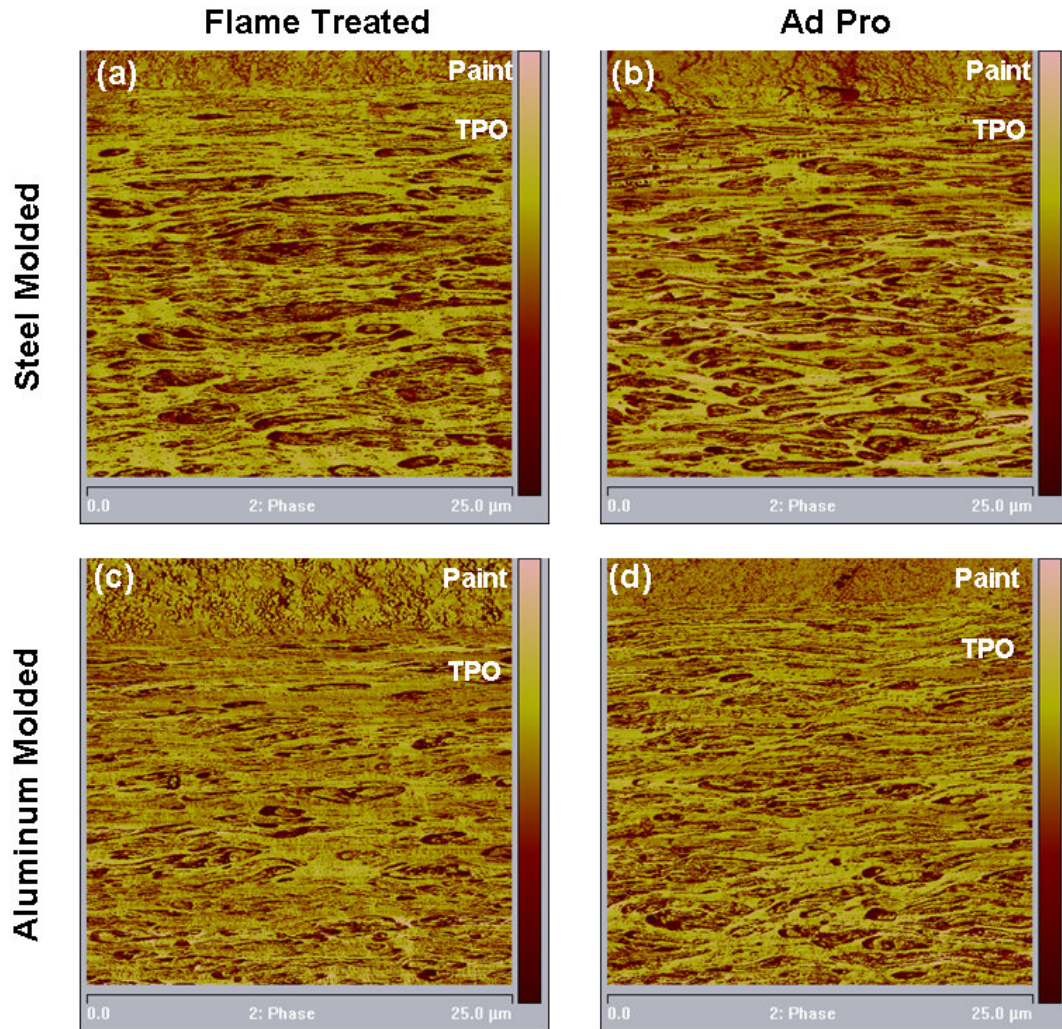 Flame Treated
Ad Pro
Steel Molded
(a)
Paint
TPO
0.0 2: Phase 25.0 µm
(b)
Paint
TPO
0.0 2: Phase 25.0 µm
Aluminum Molded
(c)
Paint
TPO
0.0 2: Phase 25.0 µm
(d)
Paint
TPO
0.0 2: Phase 25.0 µm